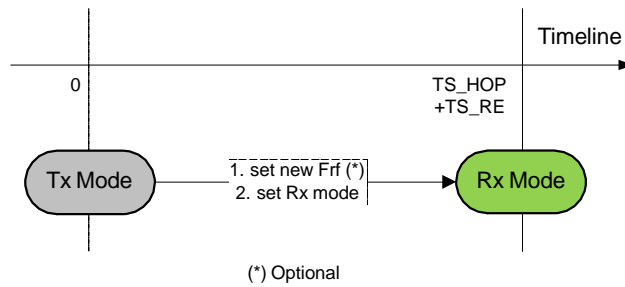 Timeline
0
TS_HOP
+TS_RE
Tx Mode
1. set new Frf (*)
2. set Rx mode
Rx Mode
(*) Optional